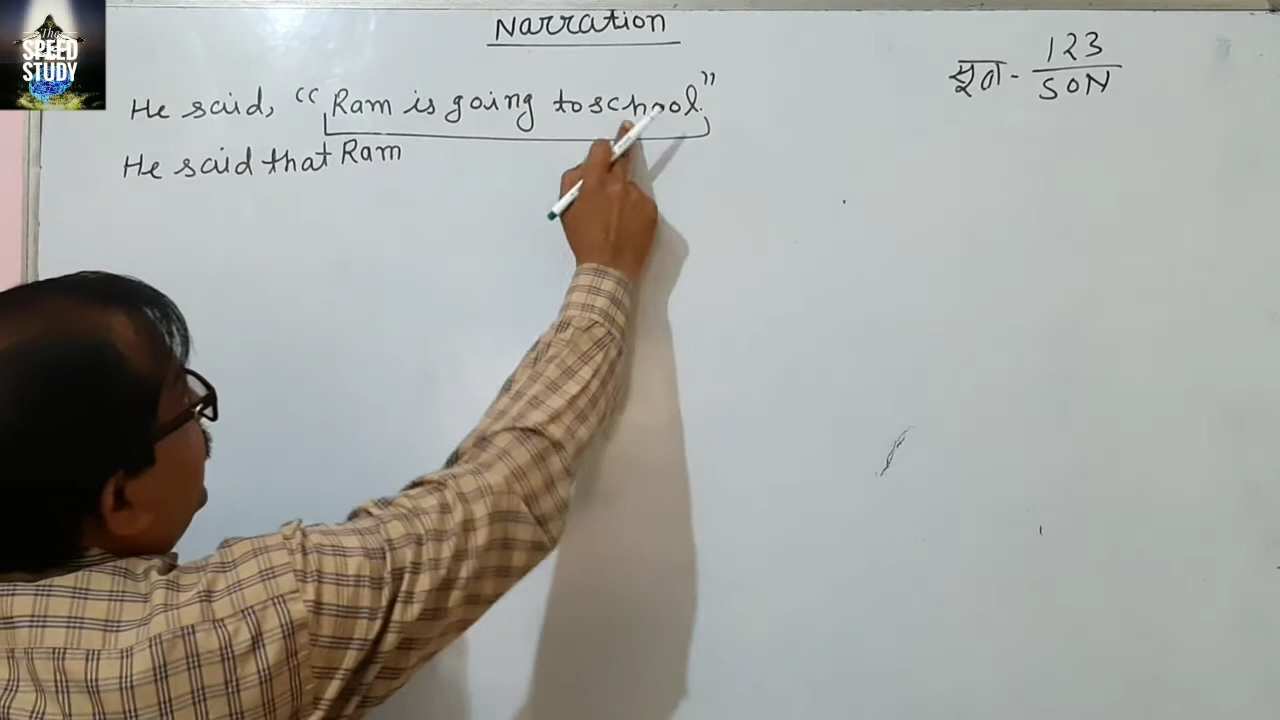 The
SPEED
STUDY
Narration
सूत्र - 123
SON
He said, “Ram is going to school.”
He said that Ram